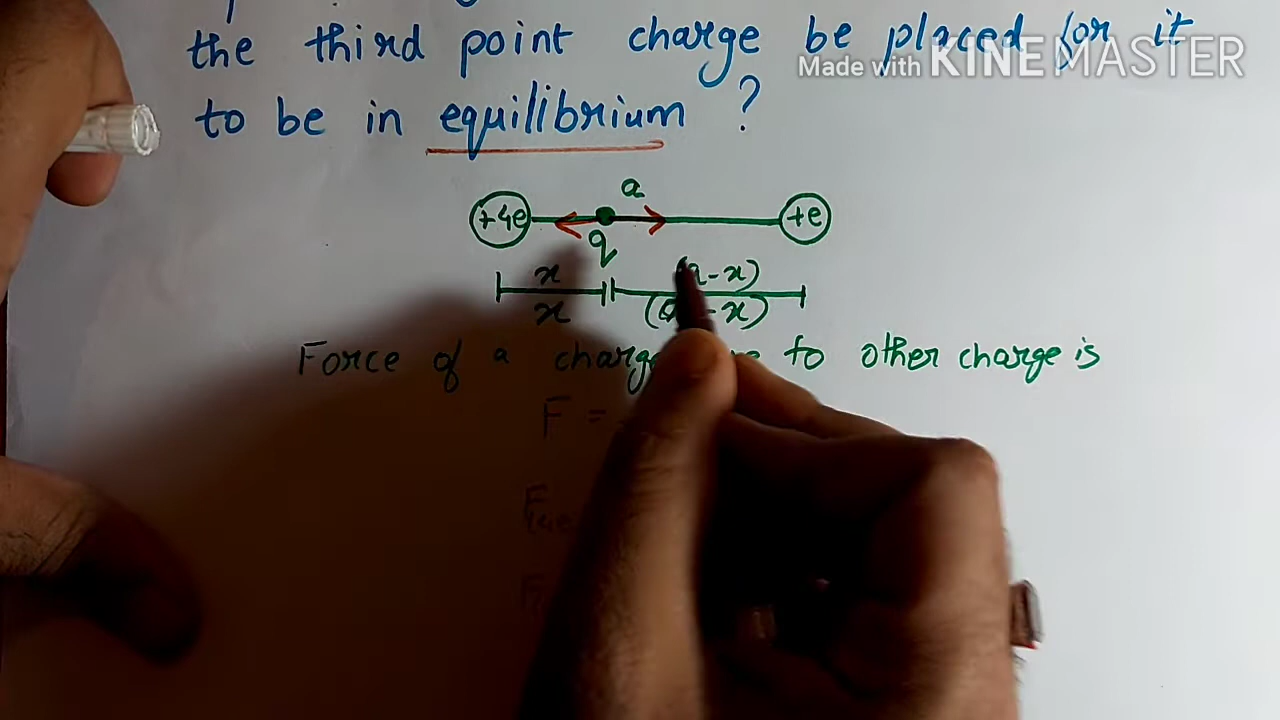 the third point charge be placed for it
Made with KINEMASTER
to be in equilibrium ?
a
+4e
+e
q
x
(a-x)
x
Force of a to other charge is
F =